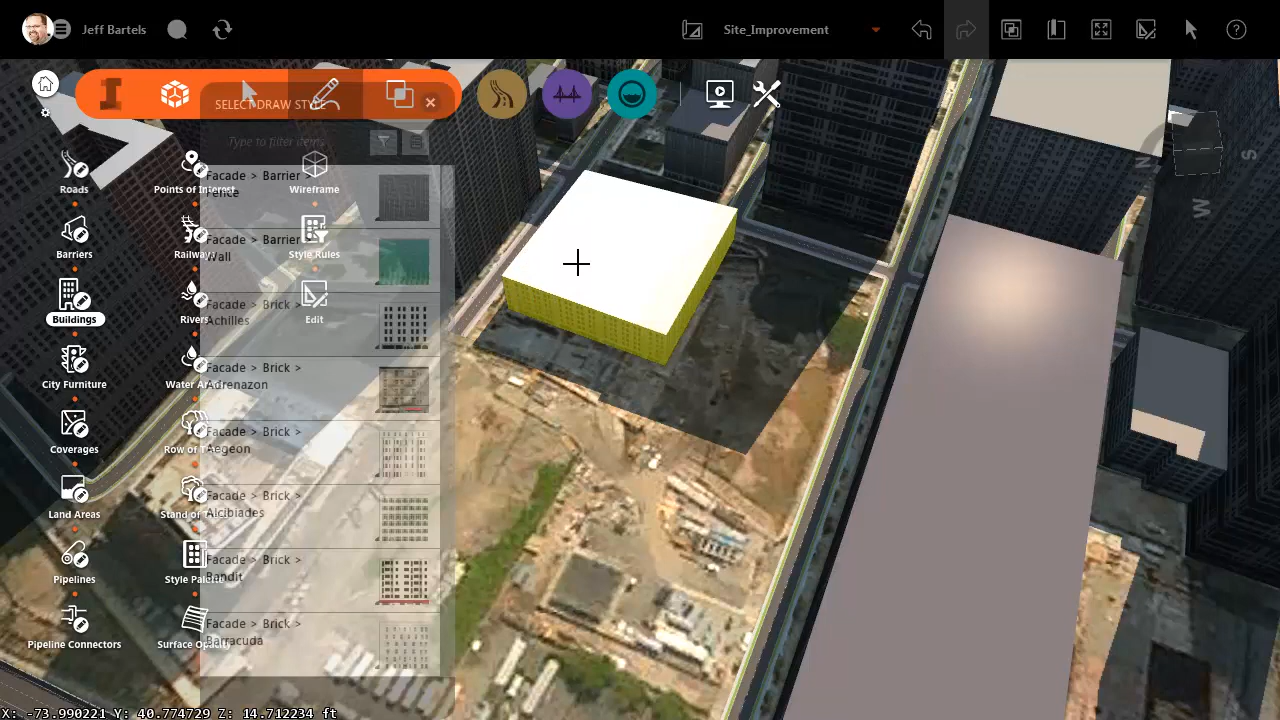 Jeff Bartels
Site_Improvement
?
SELECT DRAW STYLE
Type to filter items
Roads
Points of Interest
Wireframe
Facade > Barrier >
Fence
Barriers
Railways
Style Rules
Facade > Barrier >
Wall
Buildings
Rivers
Edit
Facade > Brick >
Achilles
City Furniture
Water Areas
Facade > Brick >
Adrenazon
Coverages
Row of Trees
Facade > Brick >
Aegeon
Land Areas
Stand of Trees
Facade > Brick >
Alcibiades
Pipelines
Style Palette
Facade > Brick >
Bandit
Pipeline Connectors
Surface Opacity
Facade > Brick >
Barracuda
N
S
W
X: -73.990221 Y: 40.774729 Z: 14.712234 ft